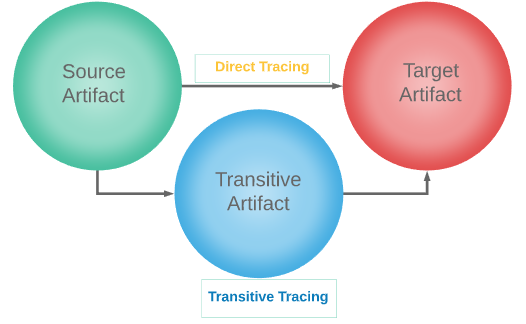 Source
Artifact
Direct Tracing
Target
Artifact
Transitive
Artifact
Transitive Tracing